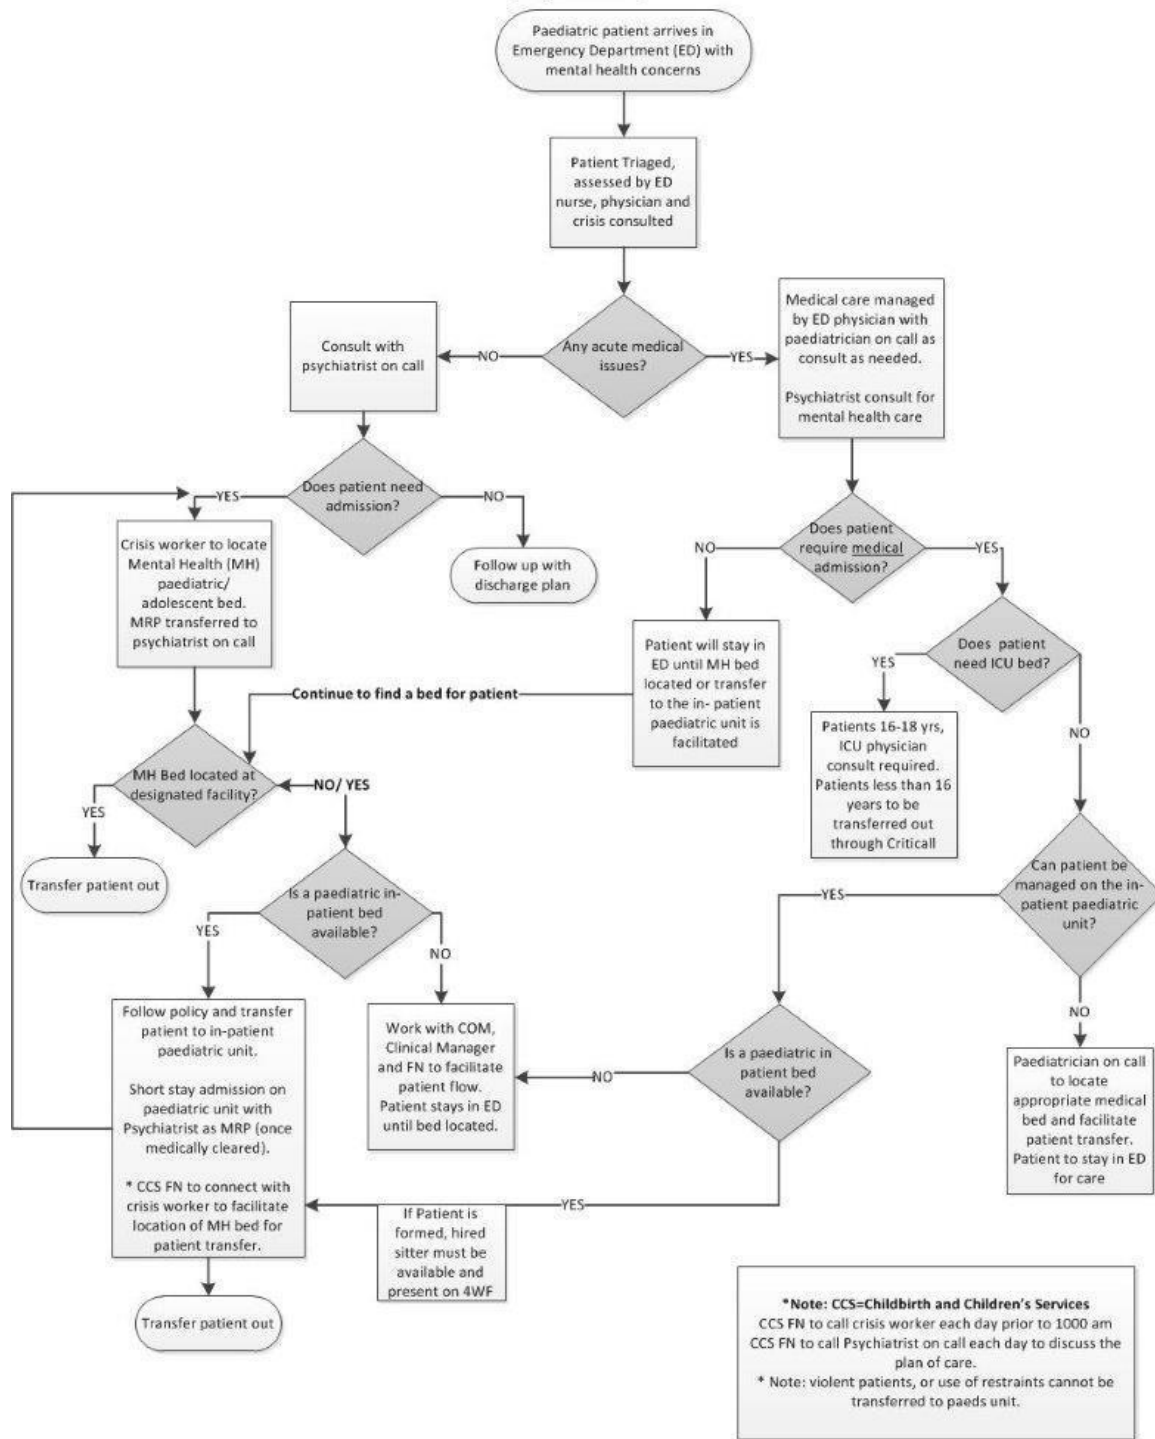 Paediatric patient arrives in
Emergency Department (ED) with
mental health concerns
Patient Triaged,
assessed by ED
nurse, physician and
crisis consulted
Any acute medical
issues?
NO
YES
Consult with
psychiatrist on call
Medical care managed
by ED physician with
paediatrician on call as
consult as needed.
Psychiatrist consult for
mental health care
Does patient need
admission?
YES
NO
Crisis worker to locate
Mental Health (MH)
paediatric/
adolescent bed.
MRP transferred to
psychiatrist on call
Follow up with
discharge plan
Does patient
require medical
admission?
NO
YES
Patient will stay in
ED until MH bed
located or transfer
to the in- patient
paediatric unit is
facilitated
Does patient
need ICU bed?
YES
NO
Continue to find a bed for patient
Patients 16-18 yrs,
ICU physician
consult required.
Patients less than 16
years to be
transferred out
through Criticall
MH Bed located at
designated facility?
NO/ YES
YES
Transfer patient out
Is a paediatric in-
patient bed
available?
YES
NO
Can patient be
managed on the in-
patient paediatric
unit?
YES
NO
Follow policy and transfer
patient to in-patient
paediatric unit.
Short stay admission on
paediatric unit with
Psychiatrist as MRP (once
medically cleared).
* CCS FN to connect with
crisis worker to facilitate
location of MH bed for
patient transfer.
Work with COM,
Clinical Manager
and FN to facilitate
patient flow.
Patient stays in ED
until bed located.
Is a paediatric in
patient bed
available?
NO
YES
Paediatrician on call
to locate
appropriate medical
bed and facilitate
patient transfer.
Patient to stay in ED
for care
If Patient is
formed, hired
sitter must be
available and
present on 4WF
Transfer patient out
*Note: CCS=Childbirth and Children's Services
CCS FN to call crisis worker each day prior to 1000 am
CCS FN to call Psychiatrist on call each day to discuss the
plan of care.
* Note: violent patients, or use of restraints cannot be
transferred to paeds unit.